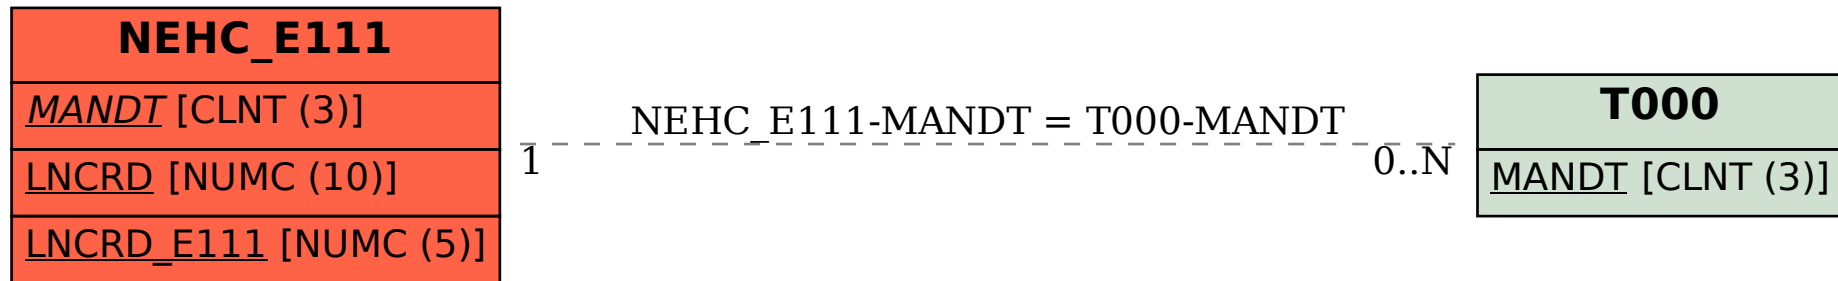 NEHC_E111
MANDT [CLNT (3)]
LNCRD [NUMC (10)]
LNCRD_E111 [NUMC (5)]
NEHC_E111-MANDT = T000-MANDT
1
0..N
T000
MANDT [CLNT (3)]